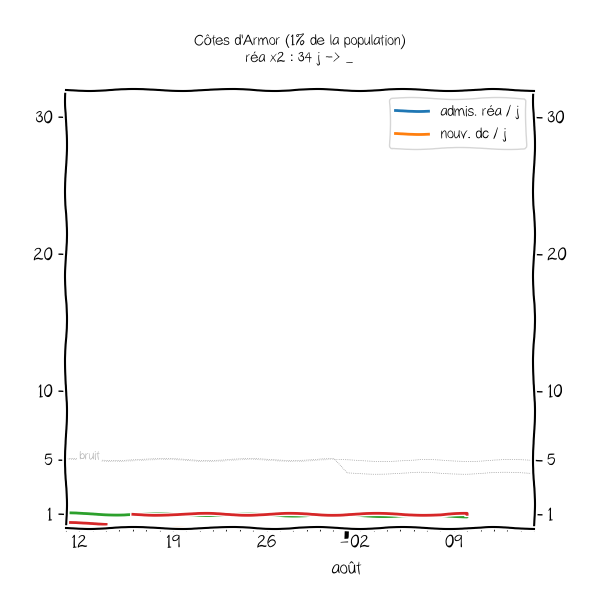 Côtes d'Armor (1% de la population)
réa x2 : 34 j -> _
admis. réa / j
nouv. dc / j
30
30
20
20
10
10
5
bruit
5
1
1
12
19
26
02
09
août